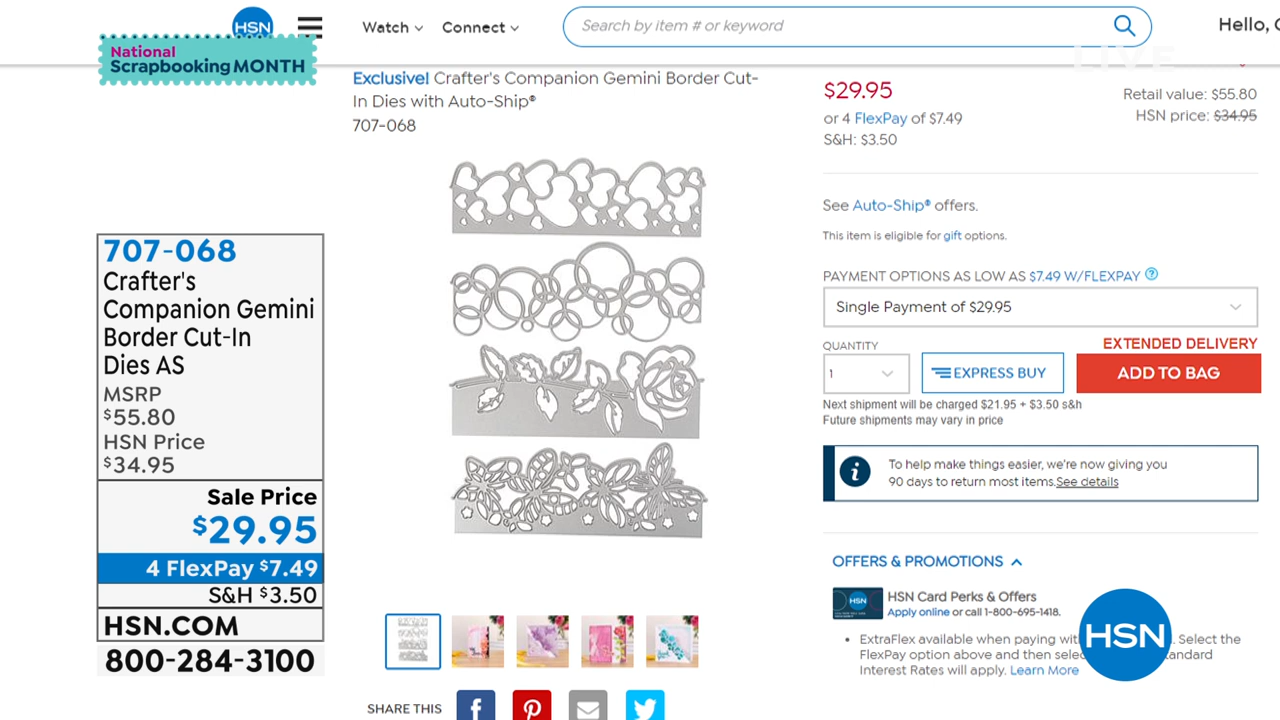 HSN
National
Scrapbooking MONTH
Watch
Connect
Search by item # or keyword
Hello,
LIVE
Exclusive! Crafter's Companion Gemini Border Cut-
In Dies with Auto-Ship®
707-068
$29.95
or 4 FlexPay of $7.49
S&H: $3.50
Retail value: $55.80
HSN price: $34.95
See Auto-Ship® offers.
This item is eligible for gift options.
PAYMENT OPTIONS AS LOW AS $7.49 W/FLEXPAY ?
Single Payment of $29.95
QUANTITY
1
EXPRESS BUY
EXTENDED DELIVERY
ADD TO BAG
Next shipment will be charged $21.95 + $3.50 s&h
Future shipments may vary in price
i
To help make things easier, we're now giving you
90 days to return most items. See details
OFFERS & PROMOTIONS
HSN
HSN Card Perks & Offers
Apply online or call 1-800-695-1418.
• ExtraFlex available when paying wit . Select the
FlexPay option above and then selec andard
Interest Rates will apply. Learn More
HSN
707-068
Crafter's
Companion Gemini
Border Cut-In
Dies AS
MSRP
$55.80
HSN Price
$34.95
Sale Price
$29.95
4 FlexPay $7.49
S&H $3.50
HSN.COM
800-284-3100
SHARE THIS